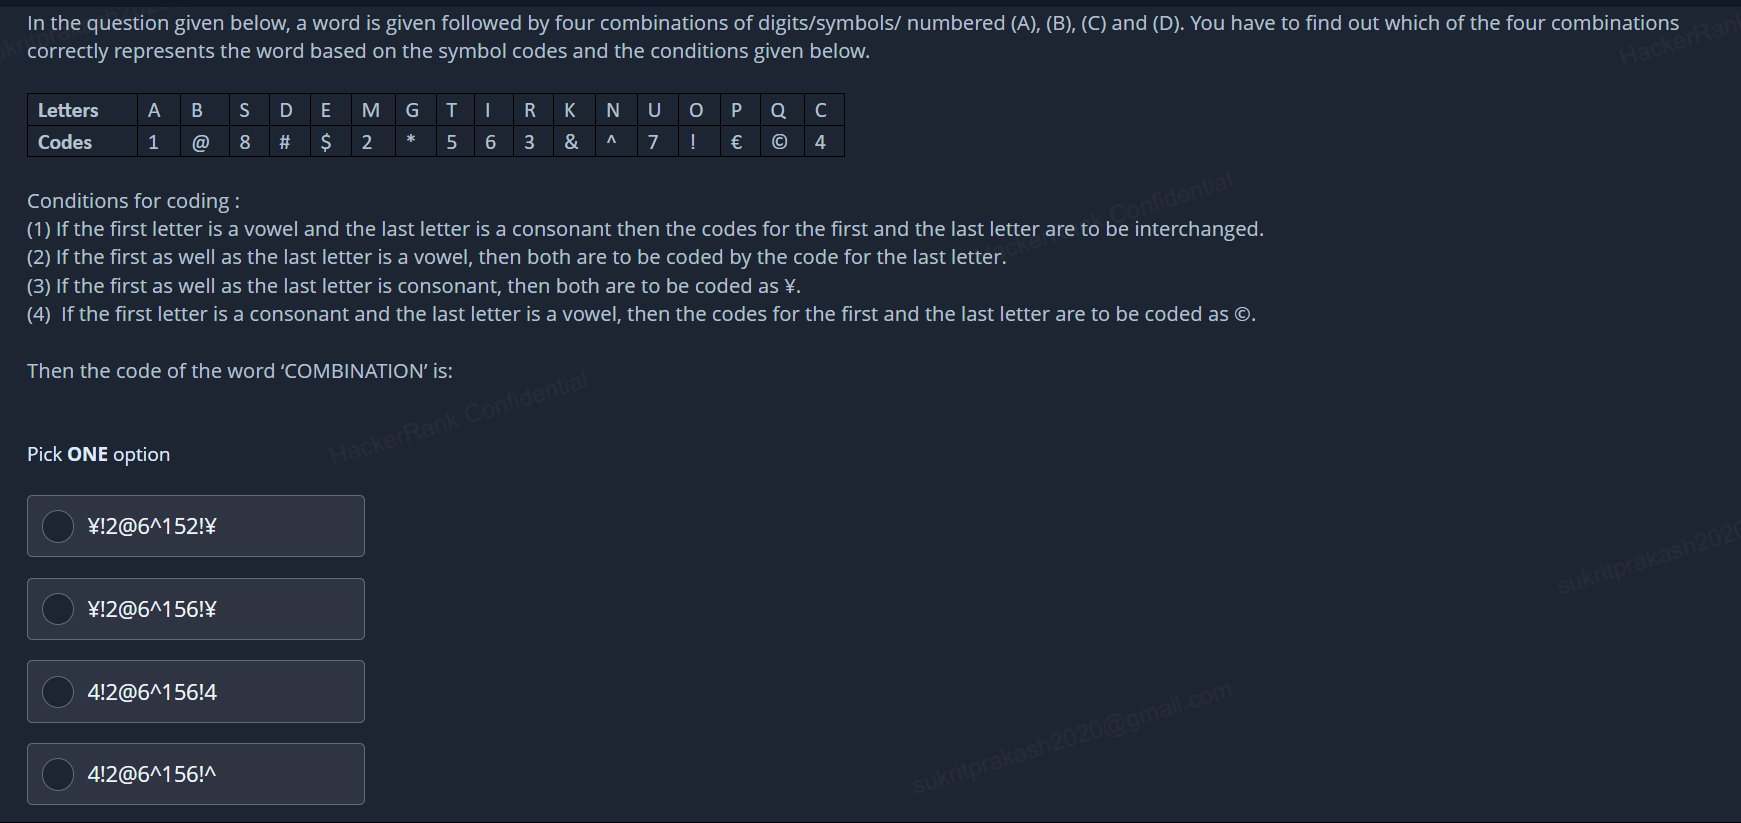 In the question given below, a word is given followed by four combinations of digits/symbols/ numbered (A), (B), (C) and (D). You have to find out which of the four combinations
correctly represents the word based on the symbol codes and the conditions given below.
Letters A B S D E M G T I R K N U O P Q C
Codes 1 @ 8 # $ 2 * 5 6 3 & ^ 7 ! € © 4
Conditions for coding :
(1) If the first letter is a vowel and the last letter is a consonant then the codes for the first and the last letter are to be interchanged.
(2) If the first as well as the last letter is a vowel, then both are to be coded by the code for the last letter.
(3) If the first as well as the last letter is consonant, then both are to be coded as ¥.
(4) If the first letter is a consonant and the last letter is a vowel, then the codes for the first and the last letter are to be coded as ©.
Then the code of the word ‘COMBINATION’ is:
HackerRank Confidential
Pick ONE option
¥!2@6^152!¥
¥!2@6^156!¥
4!2@6^156!4
sukritprakash2020@gmail.com
4!2@6^156!^